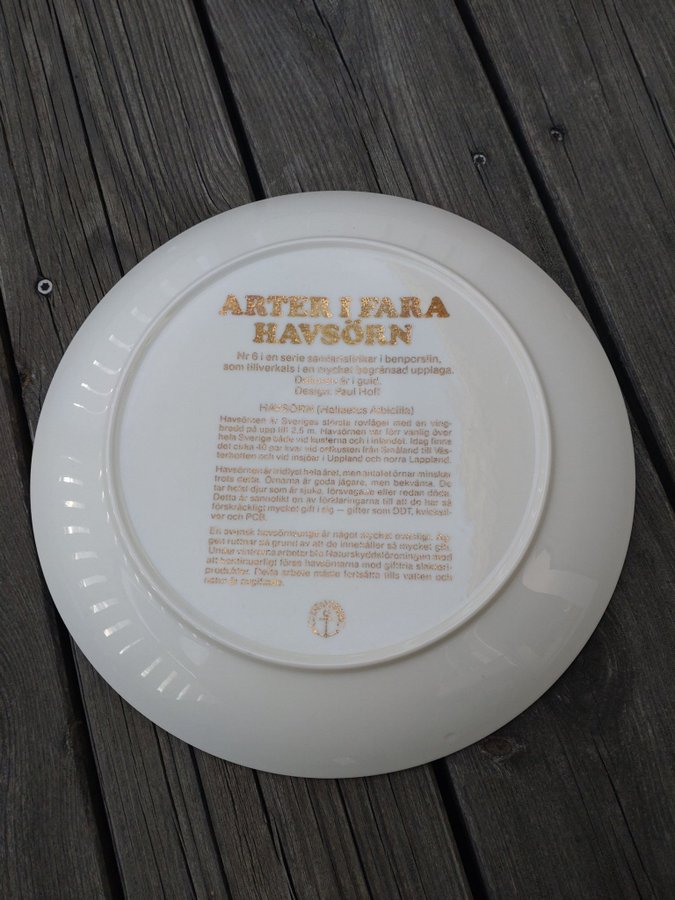 ARTER I FARA
HAVSÖRN
Nr 6 i en serie samlartallrikar i benporslin,
som tillverkats i en mycket begränsad upplaga.
Dekoren är i guld.
Design: Paul Hoff
HAVSÖRN (Haliaetus Albicilla)
Havsörnen är Sveriges största rovfågel med en ving-
bredd på upp till 2,5 m. Havsörnen var förr vanlig över
hela Sverige både vid kusterna och i inlandet. Idag finns
det cirka 40 par kvar vid ostkusten från Småland till Väs-
terbotten och vid insjöar i Uppland och norra Lappland.
Havsörnen är fridlyst hela året, men antalet örnar minskar
trots detta. Örnarna är goda jägare, men bekväma. De
tar helst djur som är sjuka, försvagade eller redan döda.
Detta är sannolikt en av förklaringarna till att de har så
förskräckligt mycket gift i sig — gifter som DDT, kvicksil-
ver och PCB.
En svensk havsörnsunge är något mycket ovanligt. Äg-
gen ruttnar på grund av att de innehåller så mycket gift.
Under vintrarna arbetar bla Naturskyddsföreningen med
att kontinuerligt förse havsörnarna med giftfria slakteri-
produkter. Detta arbete måste fortsätta tills vatten och
natur är